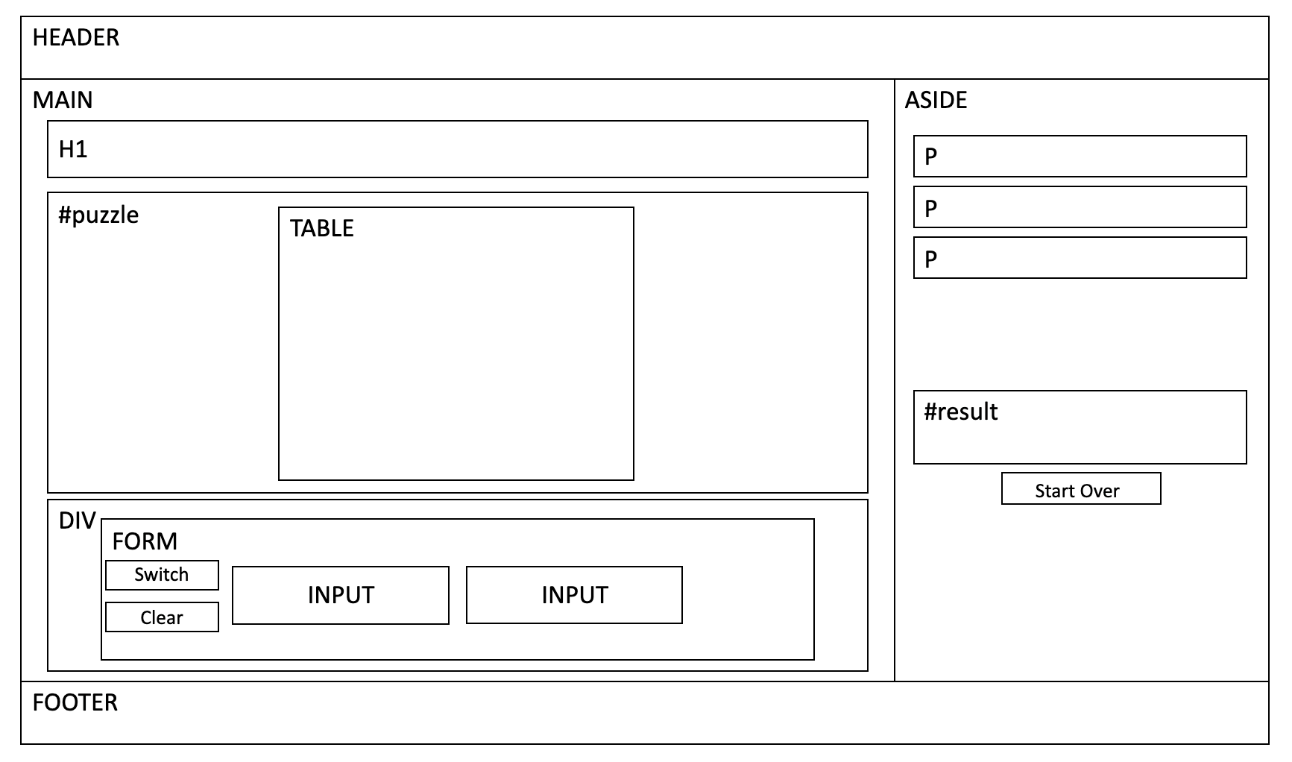 HEADER
MAIN
H1
#puzzle
TABLE
DIV
FORM
Switch
Clear
INPUT
INPUT
ASIDE
P
P
P
#result
Start Over
FOOTER